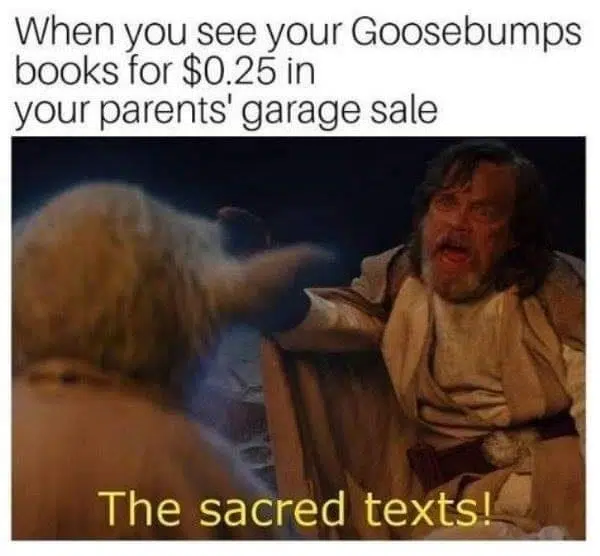 When you see your Goosebumps
books for $0.25 in
your parents' garage sale
The sacred texts!